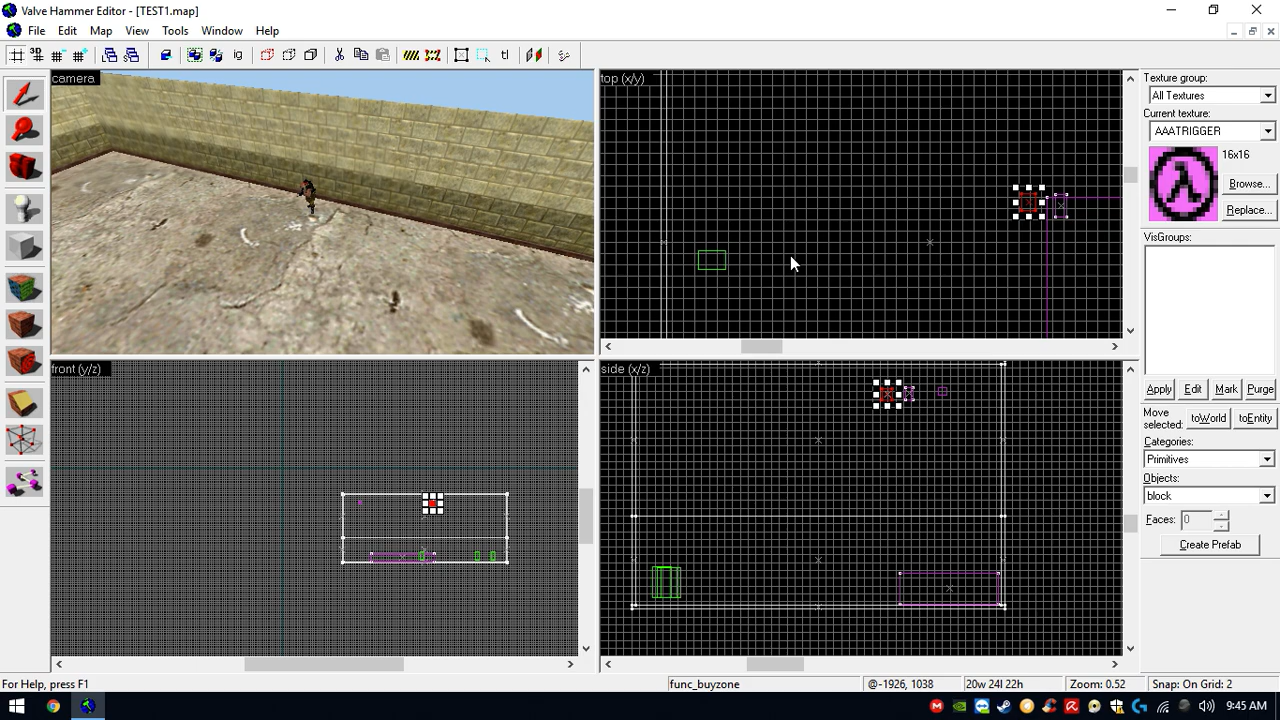 Valve Hammer Editor - [TEST1.map]
File Edit Map View Tools Window Help
3D ig tl
camera
top (x/y)
front (y/z)
side (x/z)
Texture group:
All Textures
Current texture:
AAATRIGGER
16x16
Browse...
Replace...
VisGroups:
Apply Edit Mark Purge
Move selected: toWorld toEntity
Categories:
Primitives
Objects:
block
Faces: 0
Create Prefab
For Help, press F1 func_buyzone @-1926, 1038 20w 24l 22h Zoom: 0.52 Snap: On Grid: 2
9:45 AM